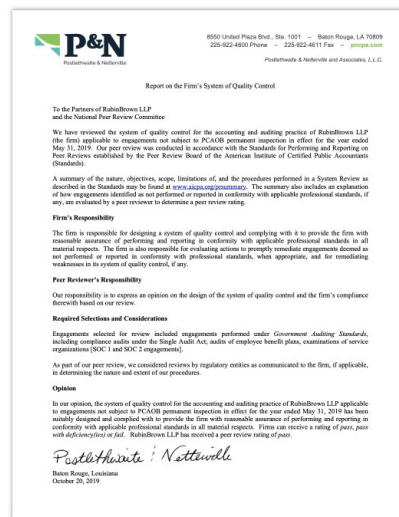 P&N
Postlethwaite & Netterville
8550 United Plaza Blvd., Ste. 1001 – Baton Rouge, LA 70809
225-922-4600 Phone – 225-922-4611 Fax – pncpa.com
Postlethwaite & Netterville and Associates, L.L.C.
Report on the Firm's System of Quality Control
To the Partners of RubinBrown LLP
and the National Peer Review Committee
We have reviewed the system of quality control for the accounting and auditing practice of RubinBrown LLP
(the firm) applicable to engagements not subject to PCAOB permanent inspection in effect for the year ended
May 31, 2019. Our peer review was conducted in accordance with the Standards for Performing and Reporting on
Peer Reviews established by the Peer Review Board of the American Institute of Certified Public Accountants
(Standards).
A summary of the nature, objectives, scope, limitations of, and the procedures performed in a System Review as
described in the Standards may be found at www.aicpa.org/prsummary. The summary also includes an explanation
of how engagements identified as not performed or reported in conformity with applicable professional standards, if
any, are evaluated by a peer reviewer to determine a peer review rating.
Firm's Responsibility
The firm is responsible for designing a system of quality control and complying with it to provide the firm with
reasonable assurance of performing and reporting in conformity with applicable professional standards in all
material respects. The firm is also responsible for evaluating actions to promptly remediate engagements deemed as
not performed or reported in conformity with professional standards, when appropriate, and for remediating
weaknesses in its system of quality control, if any.
Peer Reviewer's Responsibility
Our responsibility is to express an opinion on the design of the system of quality control and the firm's compliance
therewith based on our review.
Required Selections and Considerations
Engagements selected for review included engagements performed under Government Auditing Standards,
including compliance audits under the Single Audit Act; audits of employee benefit plans, examinations of service
organizations [SOC 1 and SOC 2 engagements].
As part of our peer review, we considered reviews by regulatory entities as communicated to the firm, if applicable,
in determining the nature and extent of our procedures.
Opinion
In our opinion, the system of quality control for the accounting and auditing practice of RubinBrown LLP applicable
to engagements not subject to PCAOB permanent inspection in effect for the year ended May 31, 2019 has been
suitably designed and complied with to provide the firm with reasonable assurance of performing and reporting in
conformity with applicable professional standards in all material respects. Firms can receive a rating of pass, pass
with deficiency(ies) or fail. RubinBrown LLP has received a peer review rating of pass.
Postlethwaite & Netterville
Baton Rouge, Louisiana
October 20, 2019